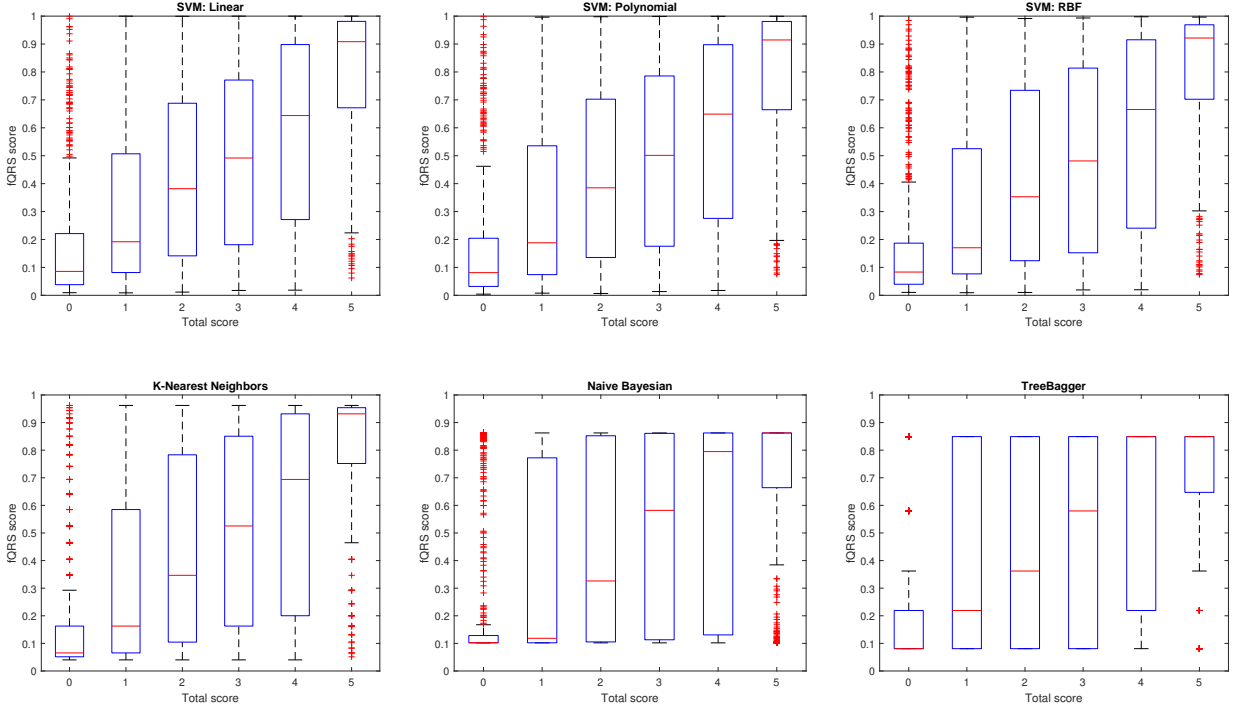 SVM: Linear
1
0.9
0.8
0.7
0.6
0.5
0.4
0.3
0.2
0.1
0
fQRS score
0 1 2 3 4 5
Total score
SVM: Polynomial
1
0.9
0.8
0.7
0.6
0.5
0.4
0.3
0.2
0.1
0
fQRS score
0 1 2 3 4 5
Total score
SVM: RBF
1
0.9
0.8
0.7
0.6
0.5
0.4
0.3
0.2
0.1
0
fQRS score
0 1 2 3 4 5
Total score
K-Nearest Neighbors
1
0.9
0.8
0.7
0.6
0.5
0.4
0.3
0.2
0.1
0
fQRS score
0 1 2 3 4 5
Total score
Naive Bayesian
1
0.9
0.8
0.7
0.6
0.5
0.4
0.3
0.2
0.1
0
fQRS score
0 1 2 3 4 5
Total score
TreeBagger
1
0.9
0.8
0.7
0.6
0.5
0.4
0.3
0.2
0.1
0
fQRS score
0 1 2 3 4 5
Total score